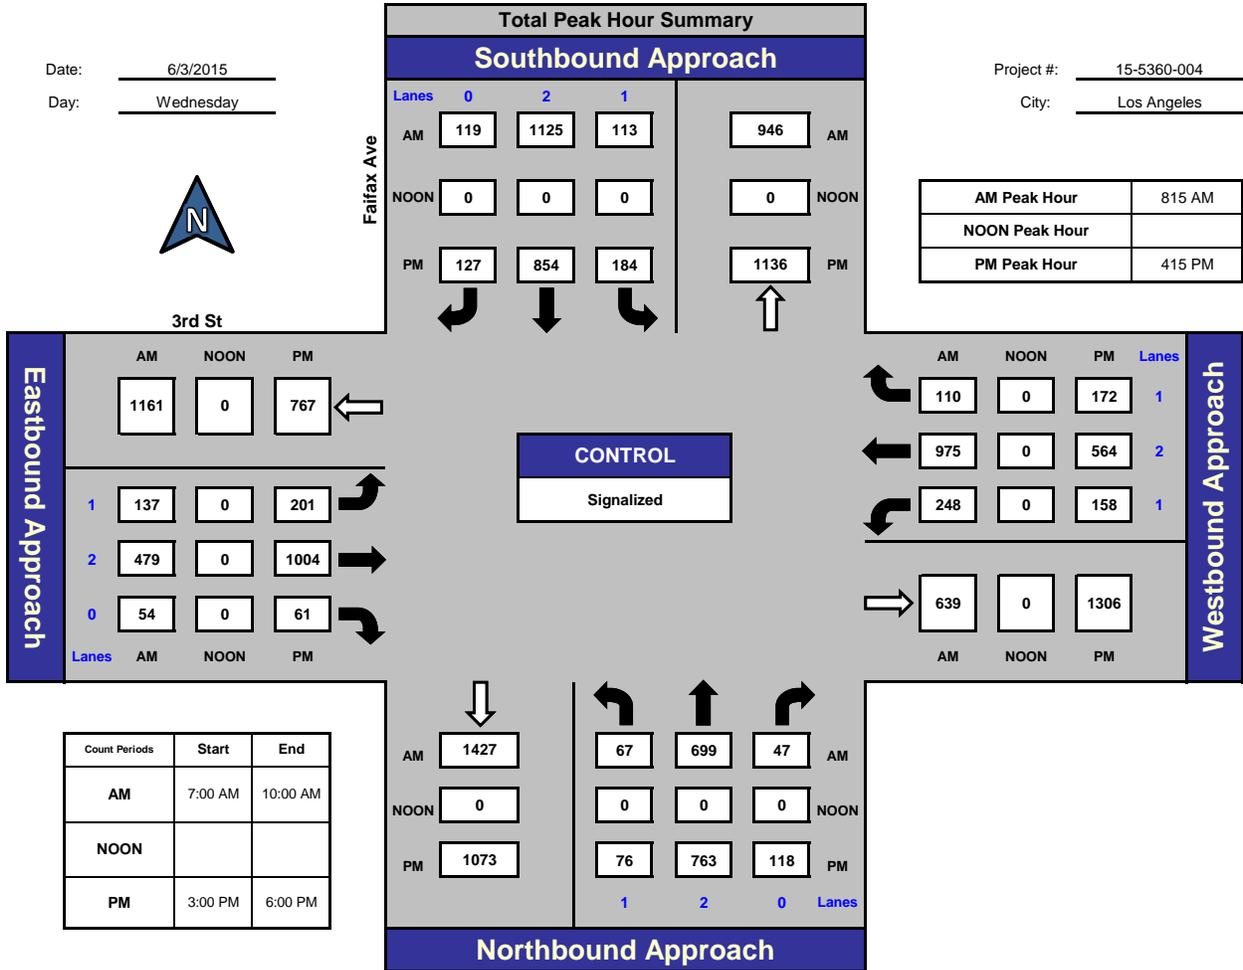 Total Peak Hour Summary
Southbound Approach
Date: 6/3/2015
Day: Wednesday
Project #: 15-5360-004
City: Los Angeles
N
Faifax Ave
Lanes 0 2 1
AM 119 1125 113 946 AM
NOON 0 0 0 0 NOON
PM 127 854 184 1136 PM
AM Peak Hour 815 AM
NOON Peak Hour
PM Peak Hour 415 PM
3rd St
Eastbound Approach
AM NOON PM
1161 0 767
1 137 0 201
2 479 0 1004
0 54 0 61
Lanes AM NOON PM
CONTROL
Signalized
AM NOON PM Lanes
110 0 172 1
975 0 564 2
248 0 158 1
639 0 1306
AM NOON PM
Westbound Approach
Count Periods Start End
AM 7:00 AM 10:00 AM
NOON
PM 3:00 PM 6:00 PM
AM 1427 67 699 47 AM
NOON 0 0 0 0 NOON
PM 1073 76 763 118 PM
1 2 0 Lanes
Northbound Approach